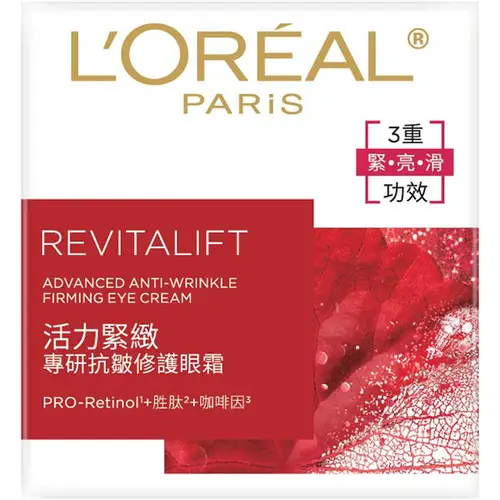 L'ORÉAL®
PARiS
3重
緊•亮•滑
功效
REVITALIFT
ADVANCED ANTI-WRINKLE
FIRMING EYE CREAM
活力緊緻
專研抗皺修護眼霜
PRO-Retinol¹+胜肽²+咖啡因³